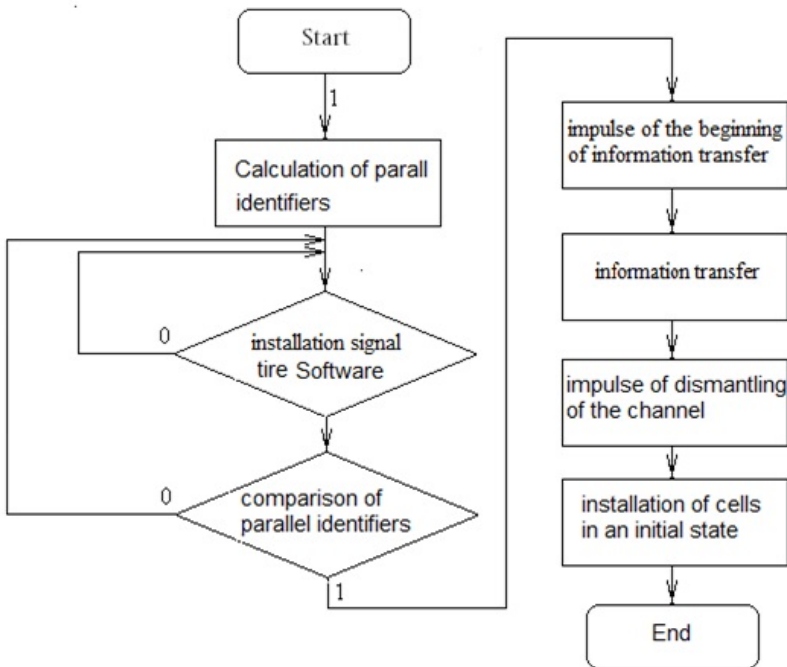 Start
1
Calculation of parall
identifiers
0
installation signal
tire Software
0
comparison of
parallel identifiers
1
impulse of the beginning
of information transfer
information transfer
impulse of dismantling
of the channel
installation of cells
in an initial state
End